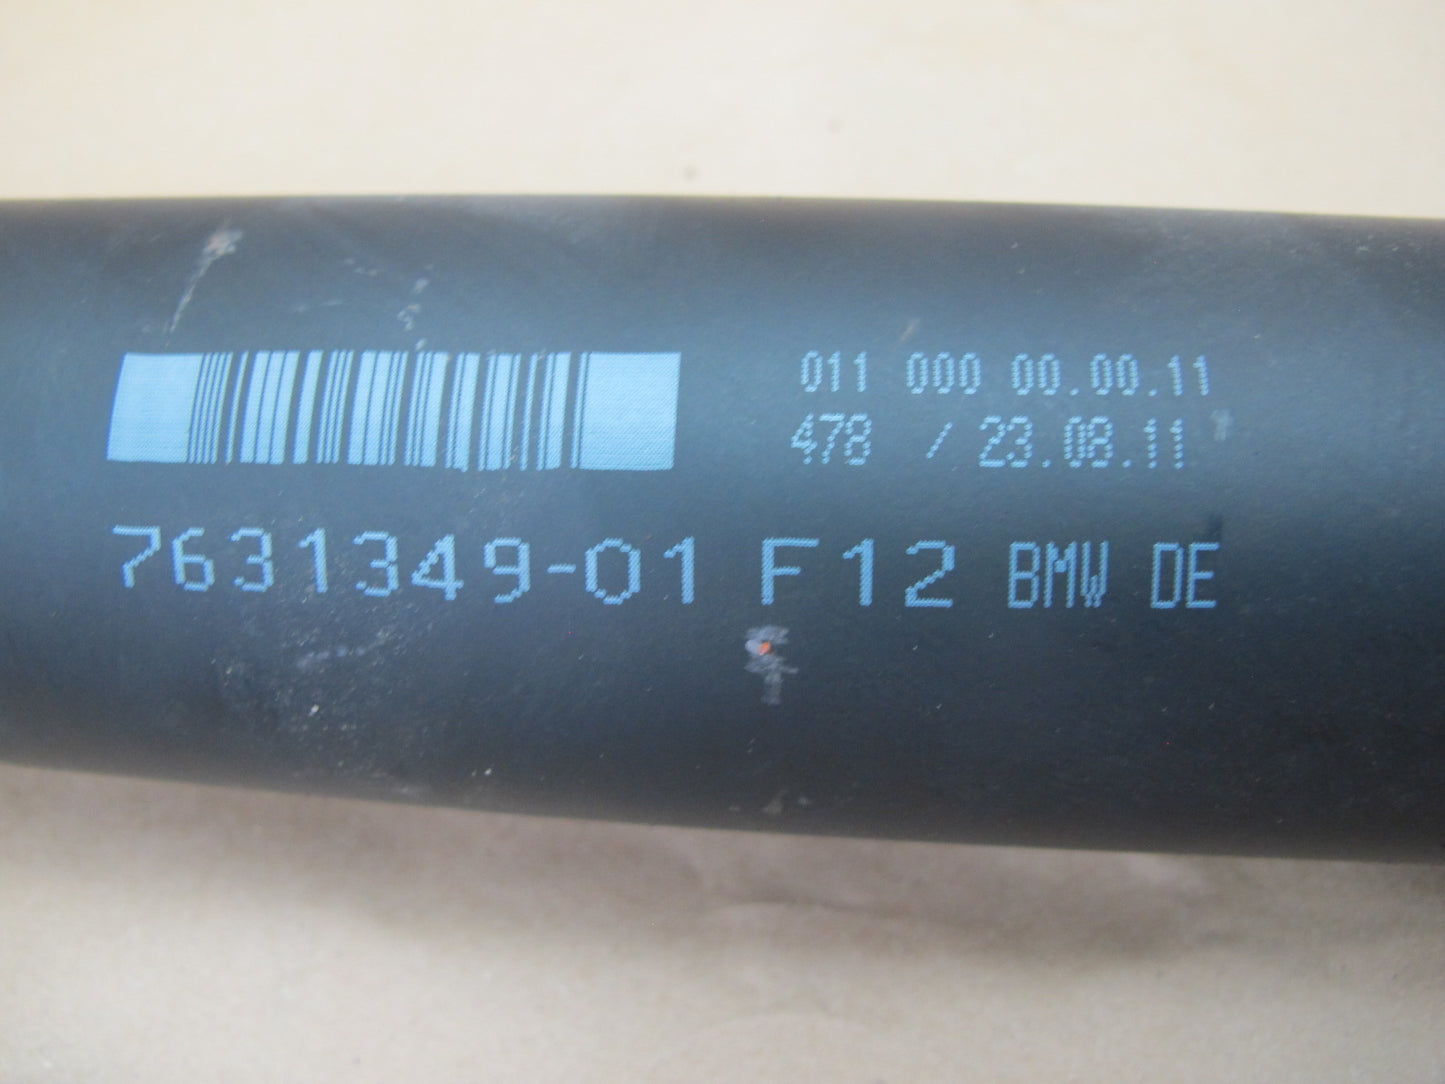 011 000 00.00.11
478 / 23.08.11
7631349-01 F12 BMW DE